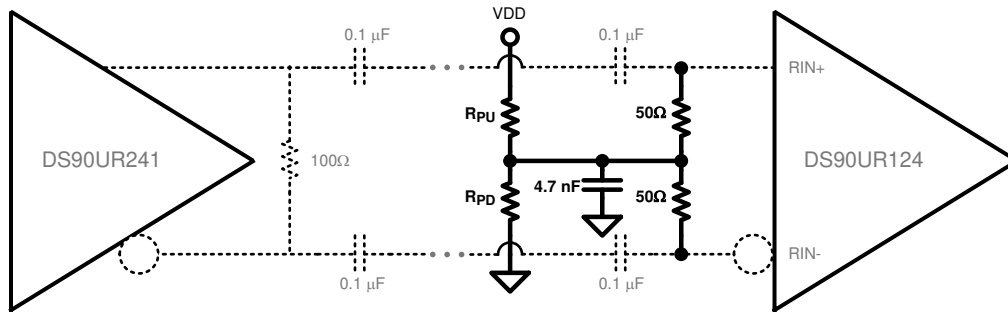 VDD
0.1 μF
0.1 μF
RIN+
RPU
50Ω
DS90UR241
100Ω
DS90UR124
4.7 nF
RPD
50Ω
RIN-
0.1 μF
0.1 μF